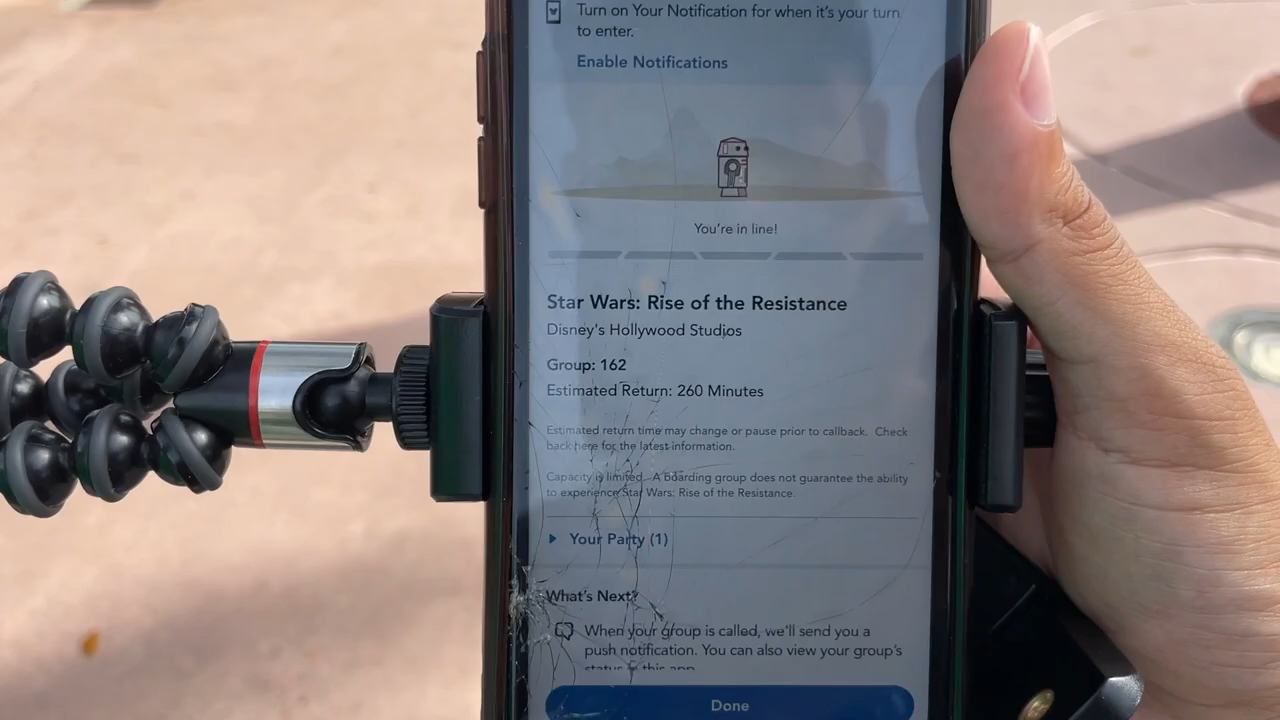 Turn on Your Notification for when it's your turn
to enter.
Enable Notifications
You're in line!
Star Wars: Rise of the Resistance
Disney's Hollywood Studios
Group: 162
Estimated Return: 260 Minutes
Estimated return time may change or pause prior to callback. Check
back here for the latest information.
Capacity is limited. A boarding group does not guarantee the ability
to experience Star Wars: Rise of the Resistance.
Your Party (1)
What's Next?
When your group is called, we'll send you a
push notification. You can also view your group's
status in this app
Done